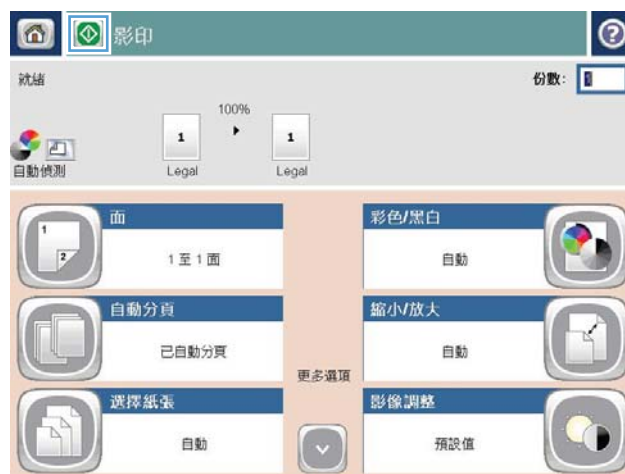 影印
就緒
份數: 1
100%
1
1
自動偵測
Legal
Legal
面
1 至 1 面
彩色/黑白
自動
自動分頁
已自動分頁
縮小/放大
自動
更多選項
選擇紙張
自動
影像調整
預設值
1
2
?